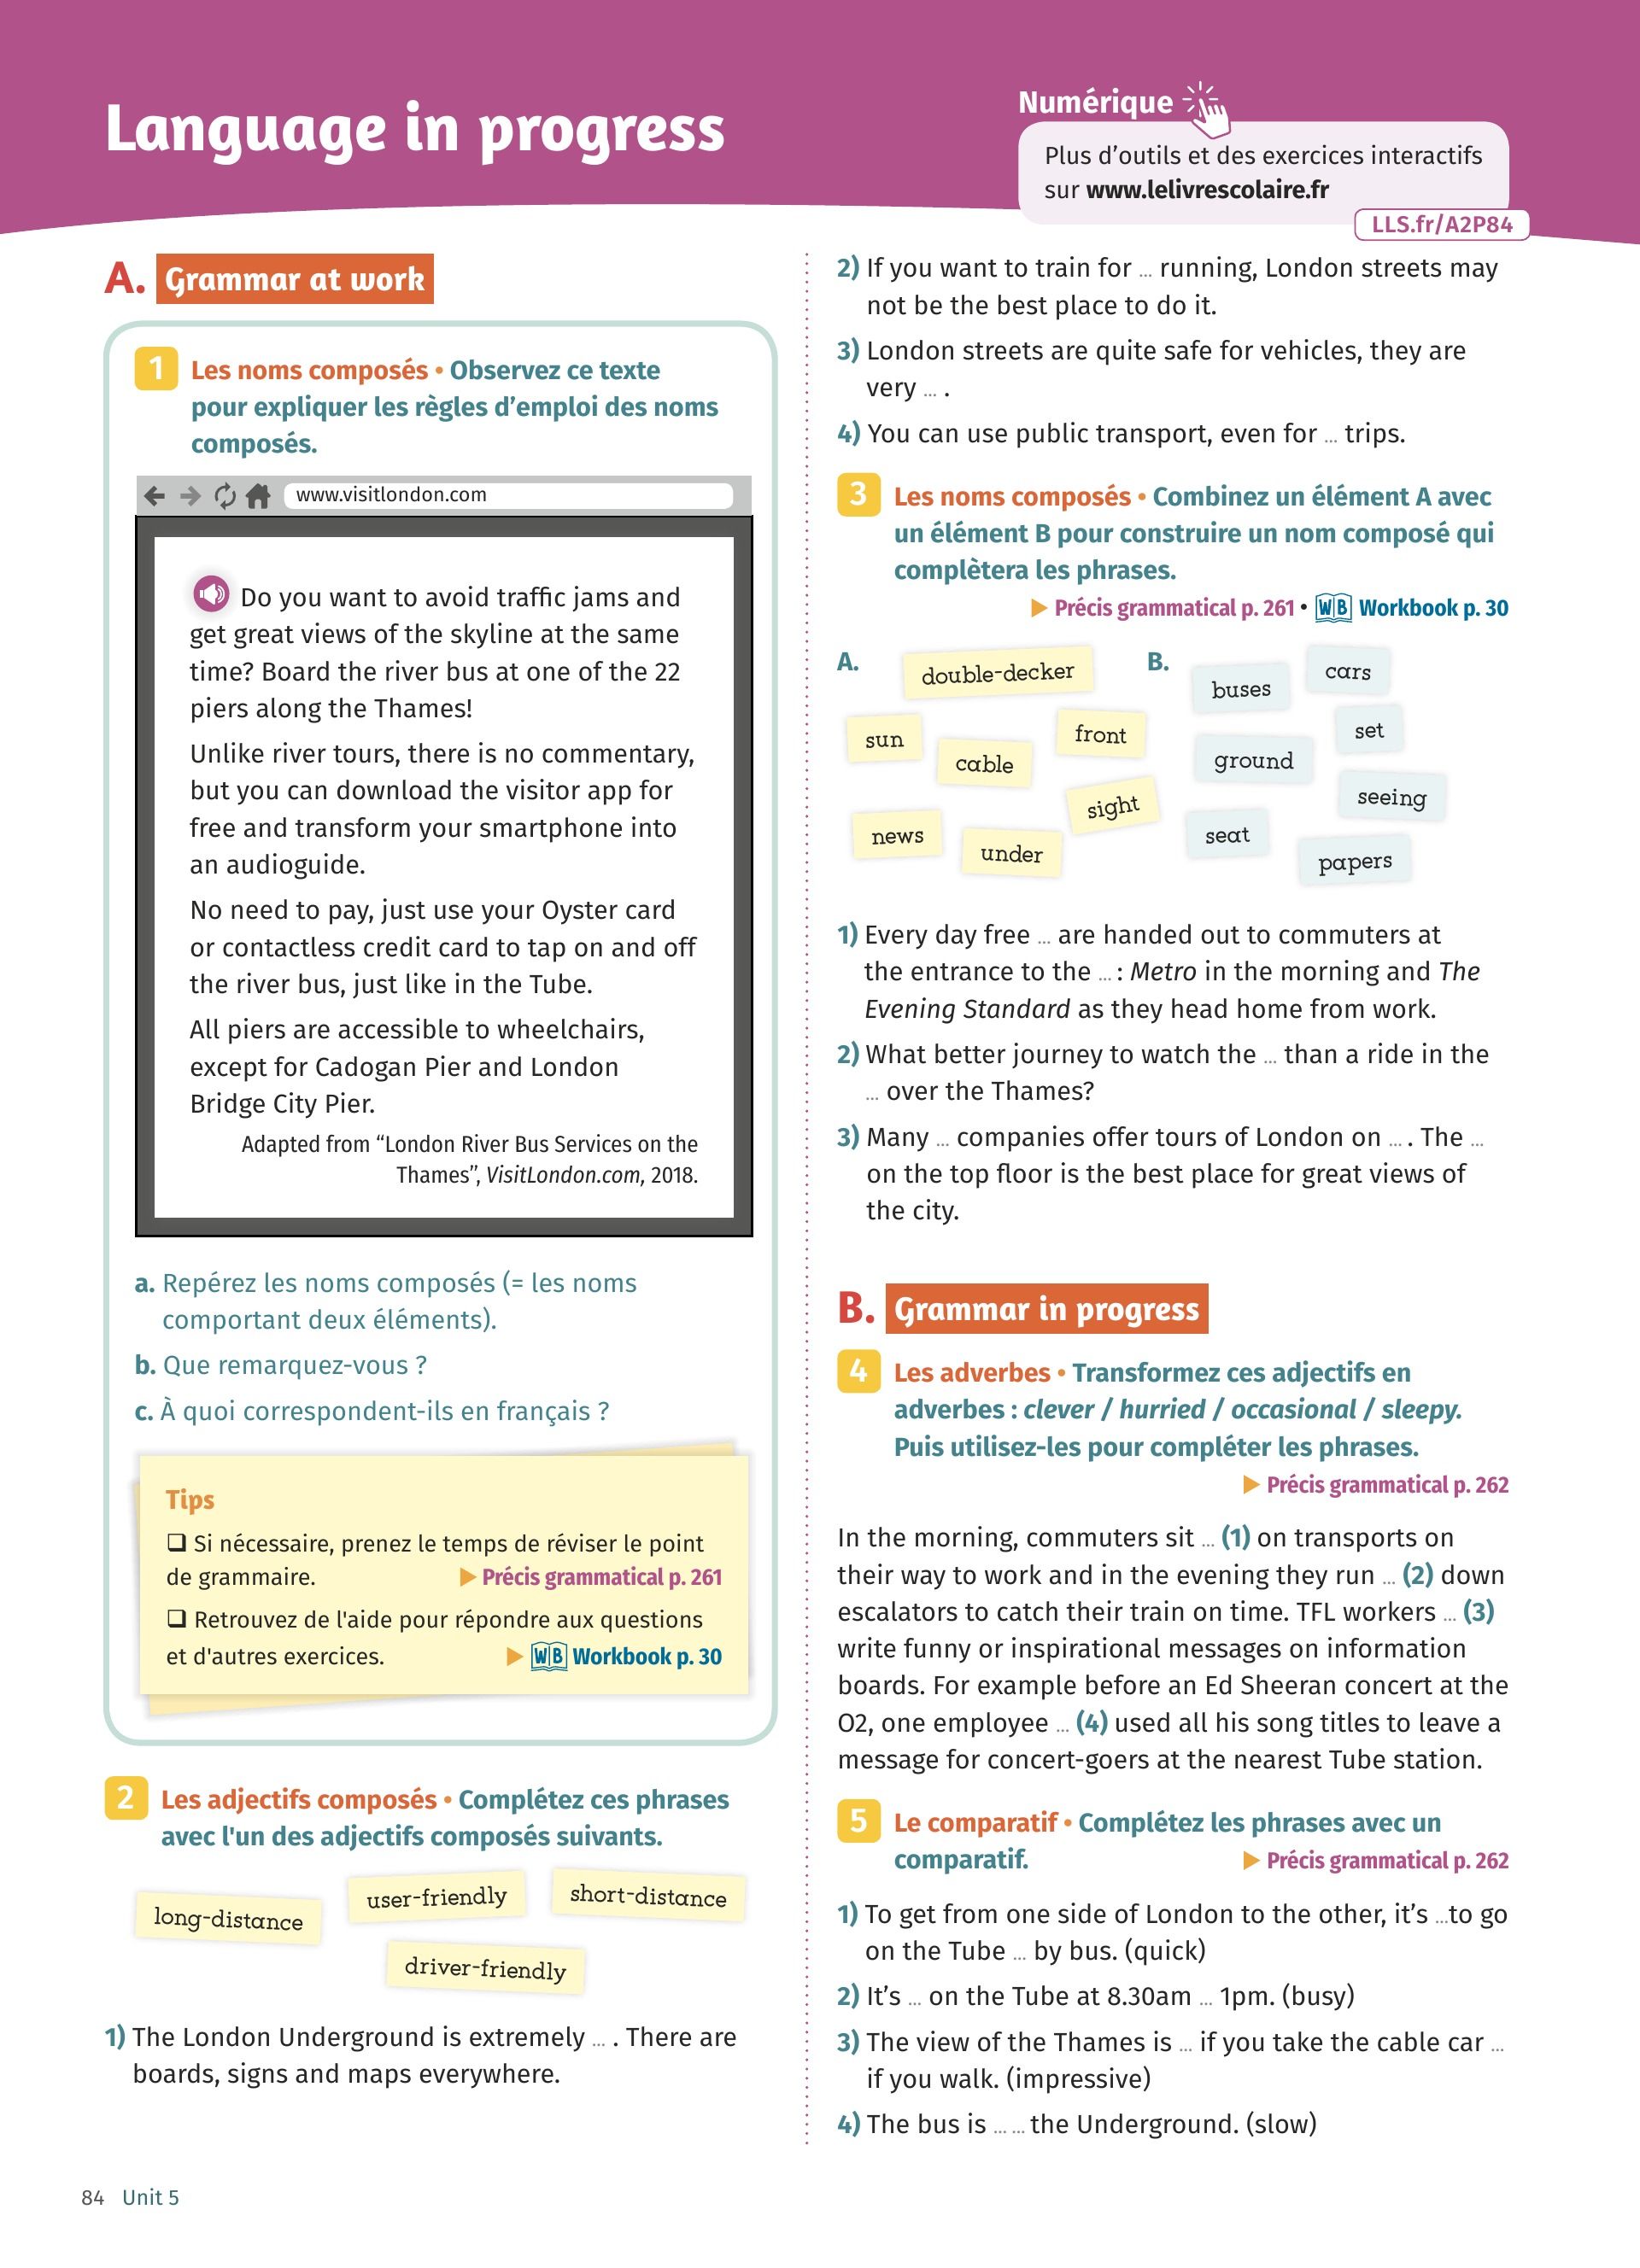 Language in progress
Numérique
Plus d’outils et des exercices interactifs
sur www.lelivrescolaire.fr
LLS.fr/A2P84
A. Grammar at work
1 Les noms composés • Observez ce texte
pour expliquer les règles d’emploi des noms
composés.
www.visitlondon.com
Do you want to avoid traffic jams and
get great views of the skyline at the same
time? Board the river bus at one of the 22
piers along the Thames!
Unlike river tours, there is no commentary,
but you can download the visitor app for
free and transform your smartphone into
an audioguide.
No need to pay, just use your Oyster card
or contactless credit card to tap on and off
the river bus, just like in the Tube.
All piers are accessible to wheelchairs,
except for Cadogan Pier and London
Bridge City Pier.
Adapted from “London River Bus Services on the
Thames”, VisitLondon.com, 2018.
a. Repérez les noms composés (= les noms
comportant deux éléments).
b. Que remarquez-vous ?
c. À quoi correspondent-ils en français ?
Tips
❑ Si nécessaire, prenez le temps de réviser le point
de grammaire. ▶ Précis grammatical p. 261
❑ Retrouvez de l'aide pour répondre aux questions
et d'autres exercices. ▶ WB Workbook p. 30
2 Les adjectifs composés • Complétez ces phrases
avec l'un des adjectifs composés suivants.
long-distance
user-friendly
short-distance
driver-friendly
1) The London Underground is extremely ... . There are
boards, signs and maps everywhere.
2) If you want to train for ... running, London streets may
not be the best place to do it.
3) London streets are quite safe for vehicles, they are
very ... .
4) You can use public transport, even for ... trips.
3 Les noms composés • Combinez un élément A avec
un élément B pour construire un nom composé qui
complètera les phrases.
▶ Précis grammatical p. 261 • WB Workbook p. 30
A.
double-decker
sun
cable
front
sight
news
under
B.
buses
cars
set
ground
seeing
seat
papers
1) Every day free ... are handed out to commuters at
the entrance to the ... : Metro in the morning and The
Evening Standard as they head home from work.
2) What better journey to watch the ... than a ride in the
... over the Thames?
3) Many ... companies offer tours of London on ... . The ...
on the top floor is the best place for great views of
the city.
B. Grammar in progress
4 Les adverbes • Transformez ces adjectifs en
adverbes : clever / hurried / occasional / sleepy.
Puis utilisez-les pour compléter les phrases.
▶ Précis grammatical p. 262
In the morning, commuters sit ... (1) on transports on
their way to work and in the evening they run ... (2) down
escalators to catch their train on time. TFL workers ... (3)
write funny or inspirational messages on information
boards. For example before an Ed Sheeran concert at the
O2, one employee ... (4) used all his song titles to leave a
message for concert-goers at the nearest Tube station.
5 Le comparatif • Complétez les phrases avec un
comparatif. ▶ Précis grammatical p. 262
1) To get from one side of London to the other, it’s ...to go
on the Tube ... by bus. (quick)
2) It’s ... on the Tube at 8.30am ... 1pm. (busy)
3) The view of the Thames is ... if you take the cable car ...
if you walk. (impressive)
4) The bus is ... ... the Underground. (slow)
84 Unit 5